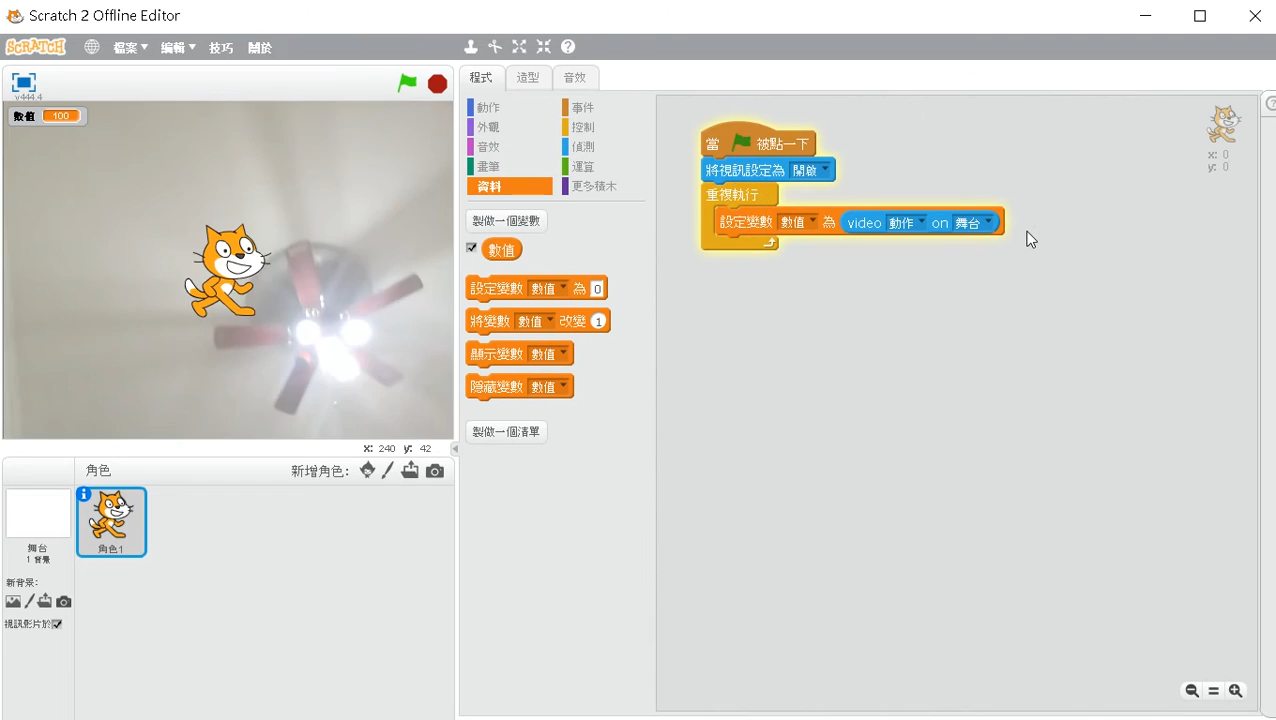 Scratch 2 Offline Editor
SCRATCH 檔案 編輯 技巧 關於
v444.4
數值 100
程式 造型 音效
動作 事件
外觀 控制
音效 偵測
畫筆 運算
資料 更多積木
製做一個變數
數值
設定變數 數值 為 0
將變數 數值 改變 1
顯示變數 數值
隱藏變數 數值
製做一個清單
當 被點一下
將視訊設定為 開啟
重複執行
設定變數 數值 為 video 動作 on 舞台
x: 0
y: 0
x: 240 y: 42
角色 新增角色:
舞台
1 背景
新背景:
視訊影片於
角色1